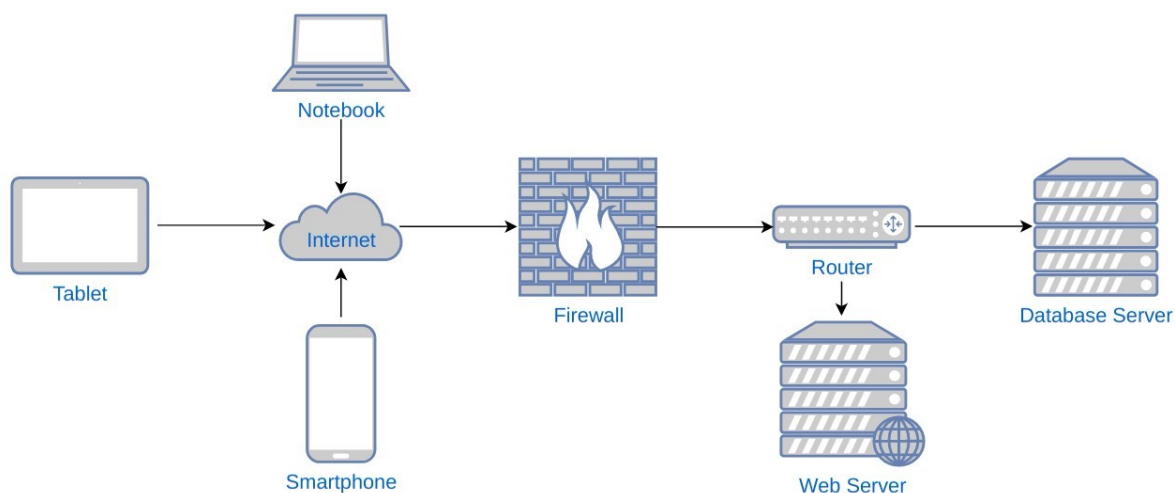 Notebook
Tablet
Internet
Firewall
Router
Database Server
Smartphone
Web Server